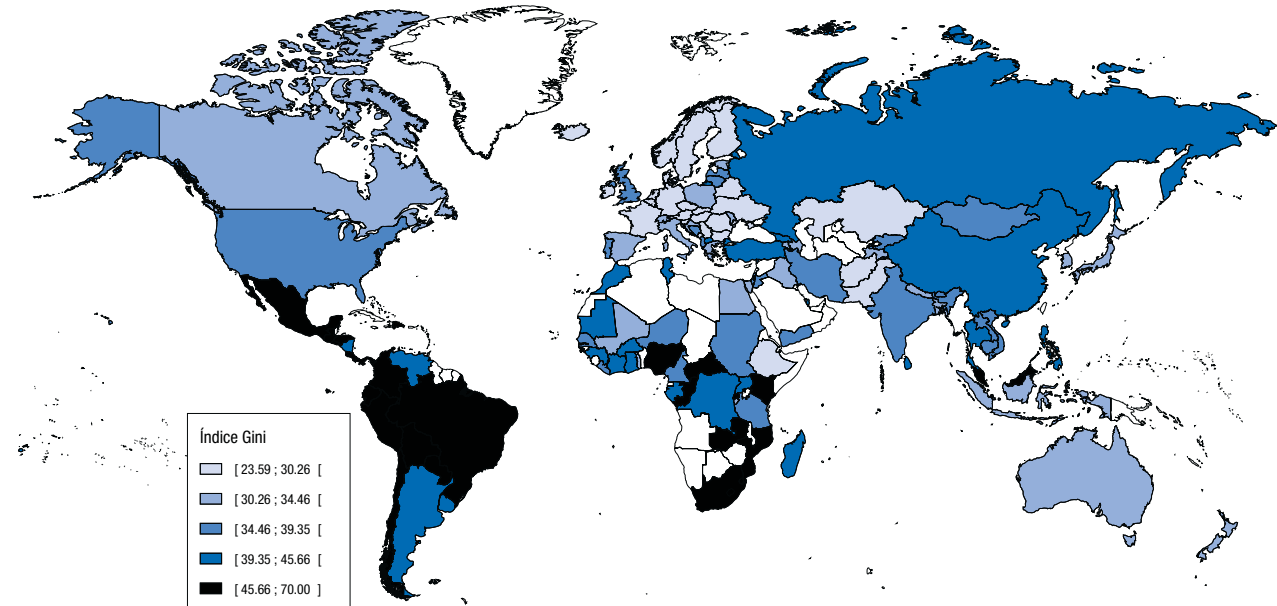 Índice Gini
[ 23.59 ; 30.26 [
[ 30.26 ; 34.46 [
[ 34.46 ; 39.35 [
[ 39.35 ; 45.66 [
[ 45.66 ; 70.00 ]